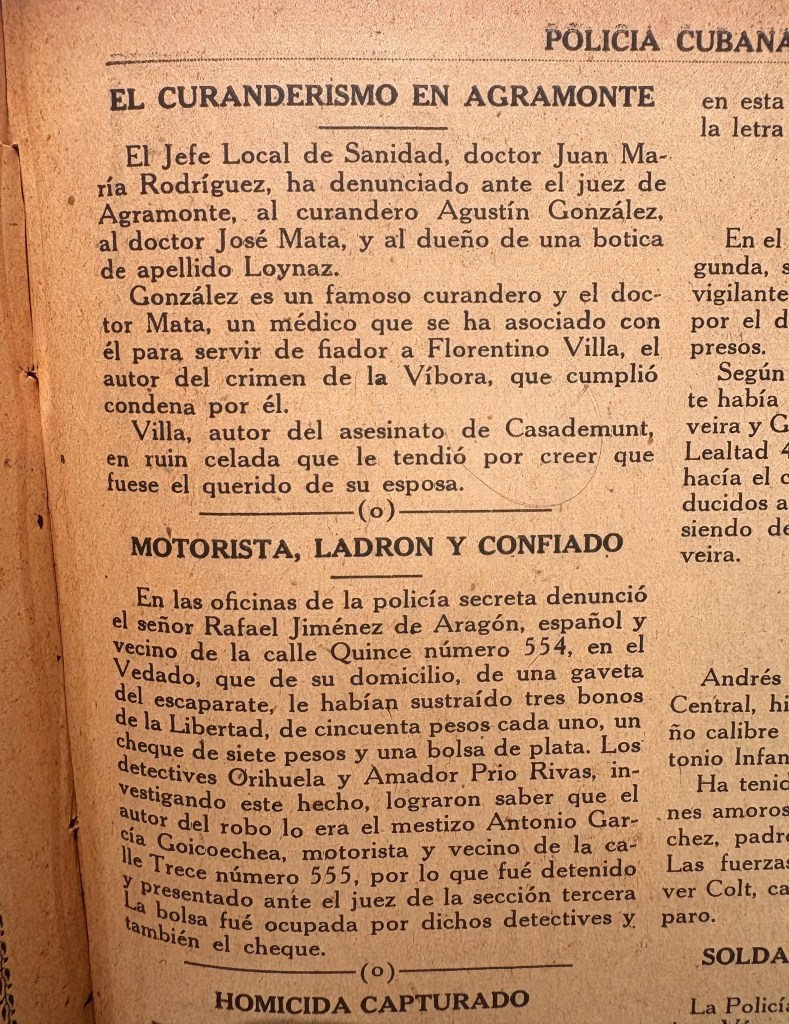 POLICIA CUBANA
EL CURANDERISMO EN AGRAMONTE
El Jefe Local de Sanidad, doctor Juan Ma-
ría Rodríguez, ha denunciado ante el juez de
Agramonte, al curandero Agustín González,
al doctor José Mata, y al dueño de una botica
de apellido Loynaz.
González es un famoso curandero y el doc-
tor Mata, un médico que se ha asociado con
él para servir de fiador a Florentino Villa, el
autor del crimen de la Víbora, que cumplió
condena por él.
Villa, autor del asesinato de Casademunt,
en ruin celada que le tendió por creer que
fuese el querido de su esposa.
(o)
MOTORISTA, LADRON Y CONFIADO
En las oficinas de la policía secreta denunció
el señor Rafael Jiménez de Aragón, español y
vecino de la calle Quince número 554, en el
Vedado, que de su domicilio, de una gaveta
del escaparate, le habían sustraído tres bonos
de la Libertad, de cincuenta pesos cada uno, un
cheque de siete pesos y una bolsa de plata. Los
detectives Orihuela y Amador Prio Rivas, in-
vestigando este hecho, lograron saber que el
autor del robo lo era el mestizo Antonio Gar-
cía Goicoechea, motorista y vecino de la ca-
lle Trece número 555, por lo que fué detenido
y presentado ante el juez de la sección tercera
La bolsa fué ocupada por dichos detectives y
también el cheque.
(o)
HOMICIDA CAPTURADO
en esta
la letra
En el
gunda, s
vigilante
por el d
presos.
Según
te había
veira y G
Lealtad 4
hacía el c
ducidos a
siendo de
veira.
Andrés
Central, hi
ño calibre
tonio Infan
Ha tenid
nes amoros
chez, padr
Las fuerzas
ver Colt, ca
paro.
SOLDA
La Policía